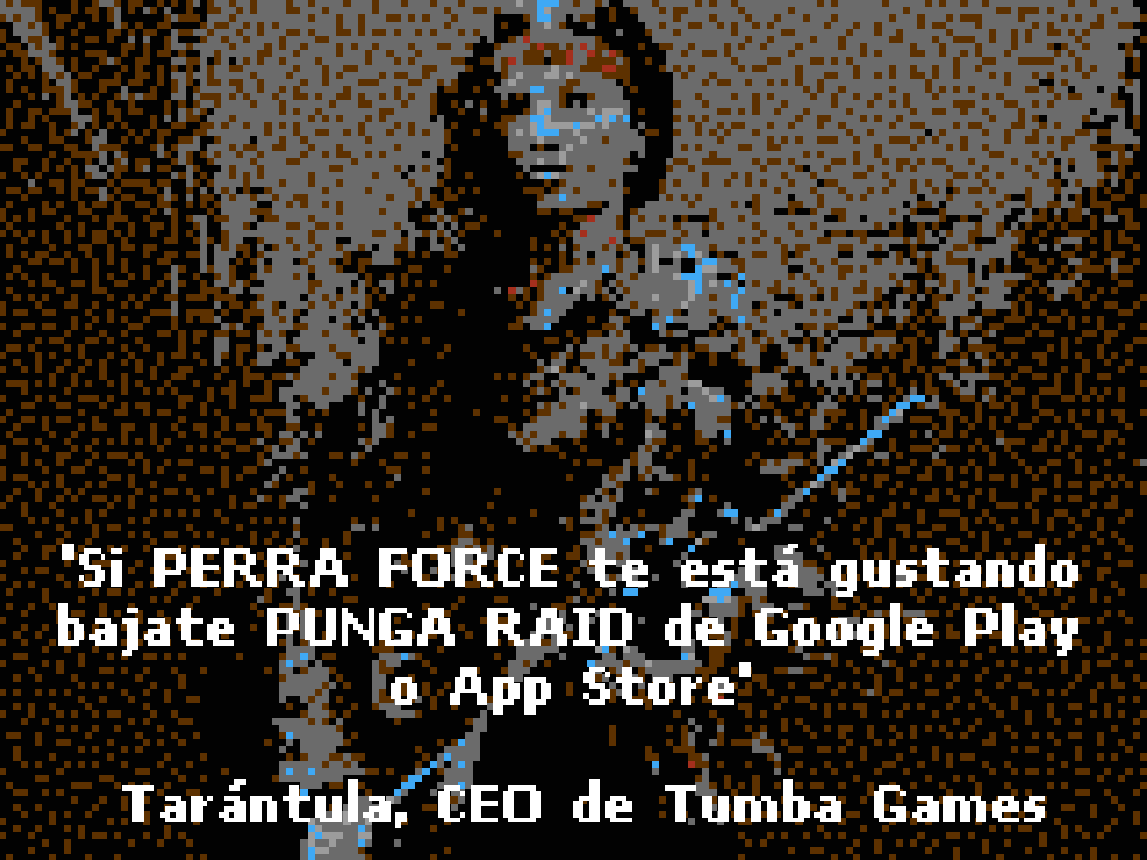 'Si PERRA FORCE te está gustando
bajate PUNGA RAID de Google Play
o App Store'
Tarántula, CEO de Tumba Games